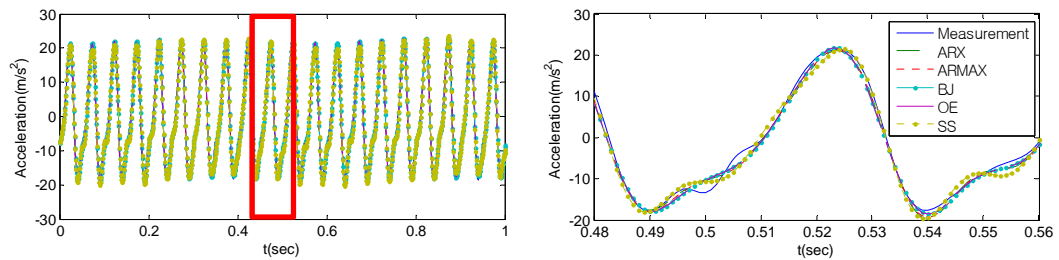 30
20
10
0
-10
-20
-30
0 0.2 0.4 0.6 0.8 1
t(sec)
Acceleration(m/s²)
30
20
10
0
-10
-20
0.48 0.49 0.5 0.51 0.52 0.53 0.54 0.55 0.56
t(sec)
Acceleration(m/s²)
Measurement
ARX
ARMAX
BJ
OE
SS